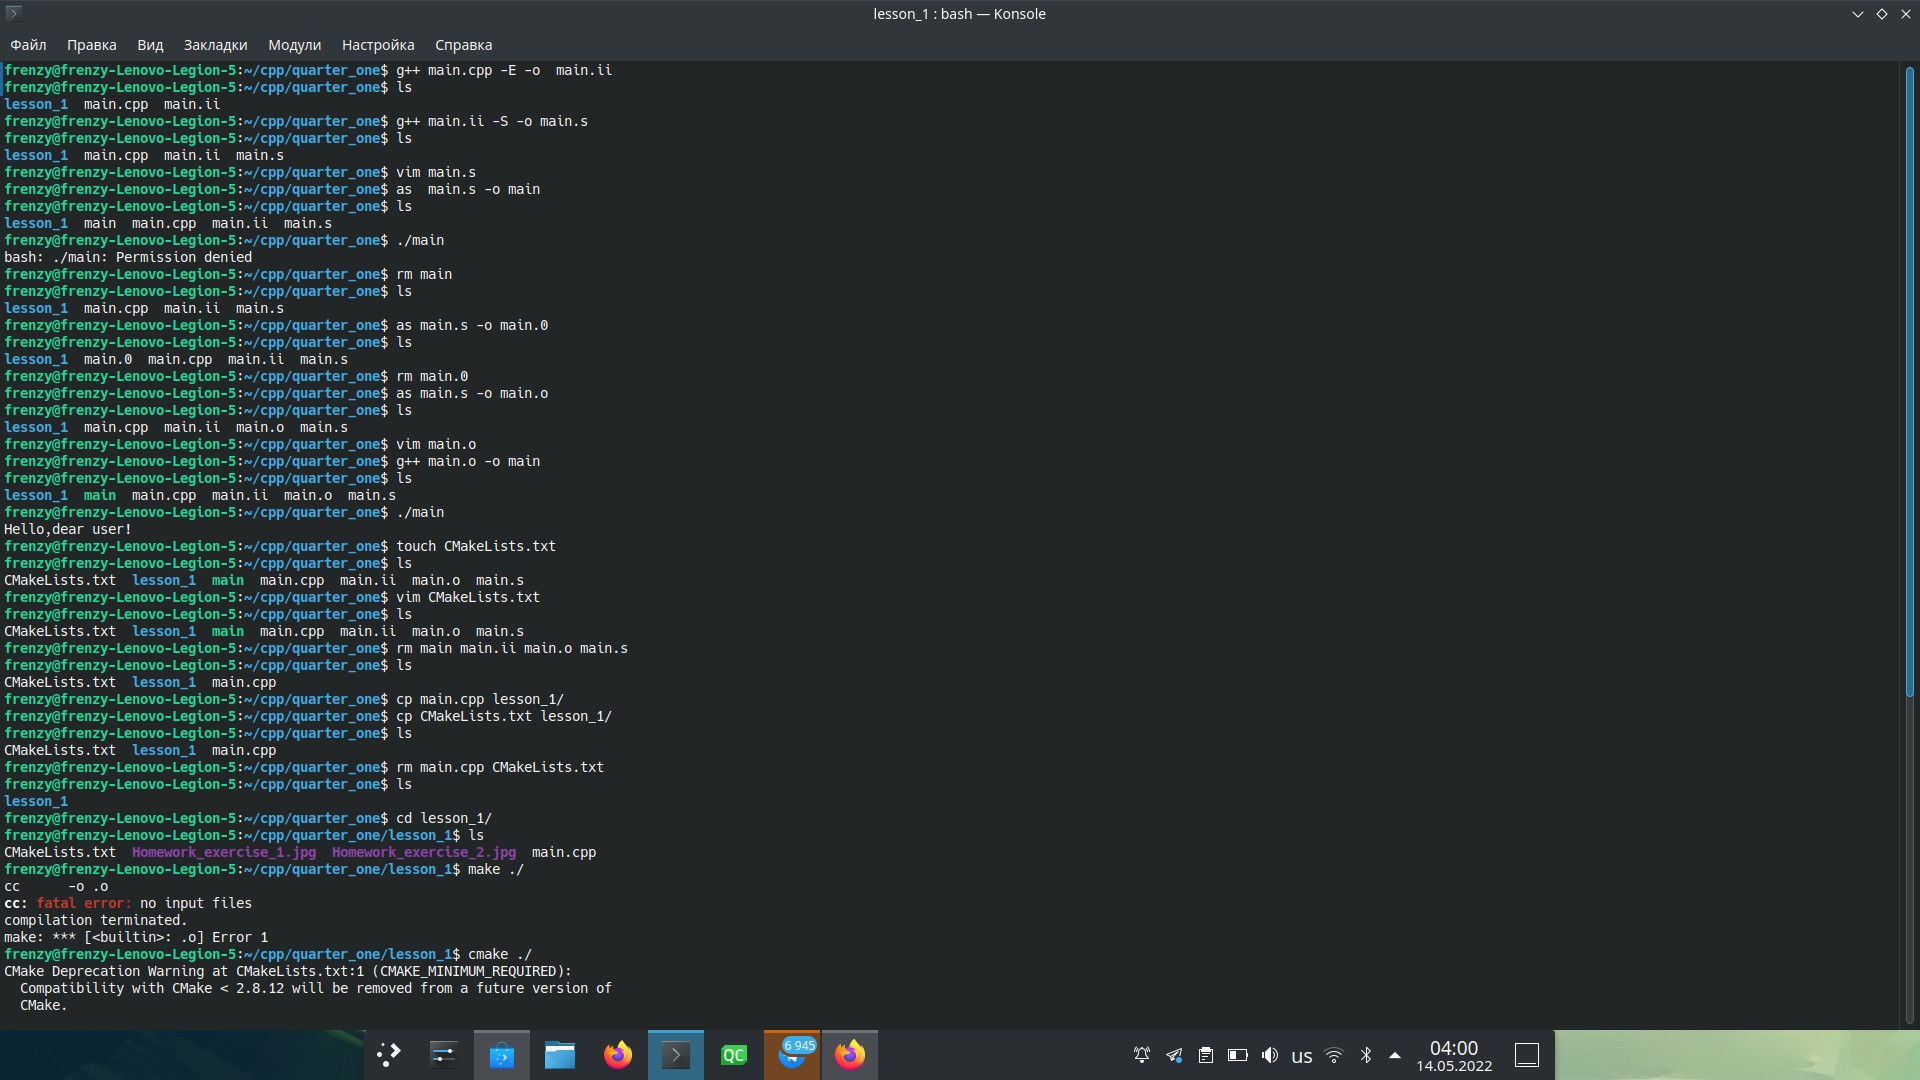 lesson_1 : bash — Konsole
Файл Правка Вид Закладки Модули Настройка Справка
frenzy@frenzy-Lenovo-Legion-5:~/cpp/quarter_one$ g++ main.cpp -E -o  main.ii
frenzy@frenzy-Lenovo-Legion-5:~/cpp/quarter_one$ ls
lesson_1  main.cpp  main.ii
frenzy@frenzy-Lenovo-Legion-5:~/cpp/quarter_one$ g++ main.ii -S -o main.s
frenzy@frenzy-Lenovo-Legion-5:~/cpp/quarter_one$ ls
lesson_1  main.cpp  main.ii  main.s
frenzy@frenzy-Lenovo-Legion-5:~/cpp/quarter_one$ vim main.s
frenzy@frenzy-Lenovo-Legion-5:~/cpp/quarter_one$ as  main.s -o main
frenzy@frenzy-Lenovo-Legion-5:~/cpp/quarter_one$ ls
lesson_1  main  main.cpp  main.ii  main.s
frenzy@frenzy-Lenovo-Legion-5:~/cpp/quarter_one$ ./main
bash: ./main: Permission denied
frenzy@frenzy-Lenovo-Legion-5:~/cpp/quarter_one$ rm main
frenzy@frenzy-Lenovo-Legion-5:~/cpp/quarter_one$ ls
lesson_1  main.cpp  main.ii  main.s
frenzy@frenzy-Lenovo-Legion-5:~/cpp/quarter_one$ as main.s -o main.0
frenzy@frenzy-Lenovo-Legion-5:~/cpp/quarter_one$ ls
lesson_1  main.0  main.cpp  main.ii  main.s
frenzy@frenzy-Lenovo-Legion-5:~/cpp/quarter_one$ rm main.0
frenzy@frenzy-Lenovo-Legion-5:~/cpp/quarter_one$ as main.s -o main.o
frenzy@frenzy-Lenovo-Legion-5:~/cpp/quarter_one$ ls
lesson_1  main.cpp  main.ii  main.o  main.s
frenzy@frenzy-Lenovo-Legion-5:~/cpp/quarter_one$ vim main.o
frenzy@frenzy-Lenovo-Legion-5:~/cpp/quarter_one$ g++ main.o -o main
frenzy@frenzy-Lenovo-Legion-5:~/cpp/quarter_one$ ls
lesson_1  main  main.cpp  main.ii  main.o  main.s
frenzy@frenzy-Lenovo-Legion-5:~/cpp/quarter_one$ ./main
Hello,dear user!
frenzy@frenzy-Lenovo-Legion-5:~/cpp/quarter_one$ touch CMakeLists.txt
frenzy@frenzy-Lenovo-Legion-5:~/cpp/quarter_one$ ls
CMakeLists.txt  lesson_1  main  main.cpp  main.ii  main.o  main.s
frenzy@frenzy-Lenovo-Legion-5:~/cpp/quarter_one$ vim CMakeLists.txt
frenzy@frenzy-Lenovo-Legion-5:~/cpp/quarter_one$ ls
CMakeLists.txt  lesson_1  main  main.cpp  main.ii  main.o  main.s
frenzy@frenzy-Lenovo-Legion-5:~/cpp/quarter_one$ rm main main.ii main.o main.s
frenzy@frenzy-Lenovo-Legion-5:~/cpp/quarter_one$ ls
CMakeLists.txt  lesson_1  main.cpp
frenzy@frenzy-Lenovo-Legion-5:~/cpp/quarter_one$ cp main.cpp lesson_1/
frenzy@frenzy-Lenovo-Legion-5:~/cpp/quarter_one$ cp CMakeLists.txt lesson_1/
frenzy@frenzy-Lenovo-Legion-5:~/cpp/quarter_one$ ls
CMakeLists.txt  lesson_1  main.cpp
frenzy@frenzy-Lenovo-Legion-5:~/cpp/quarter_one$ rm main.cpp CMakeLists.txt
frenzy@frenzy-Lenovo-Legion-5:~/cpp/quarter_one$ ls
lesson_1
frenzy@frenzy-Lenovo-Legion-5:~/cpp/quarter_one$ cd lesson_1/
frenzy@frenzy-Lenovo-Legion-5:~/cpp/quarter_one/lesson_1$ ls
CMakeLists.txt  Homework_exercise_1.jpg  Homework_exercise_2.jpg  main.cpp
frenzy@frenzy-Lenovo-Legion-5:~/cpp/quarter_one/lesson_1$ make ./
cc      -o .o
cc: fatal error: no input files
compilation terminated.
make: *** [<builtin>: .o] Error 1
frenzy@frenzy-Lenovo-Legion-5:~/cpp/quarter_one/lesson_1$ cmake ./
CMake Deprecation Warning at CMakeLists.txt:1 (CMAKE_MINIMUM_REQUIRED):
  Compatibility with CMake < 2.8.12 will be removed from a future version of
  CMake.
QC 6 945 us 04:00
14.05.2022